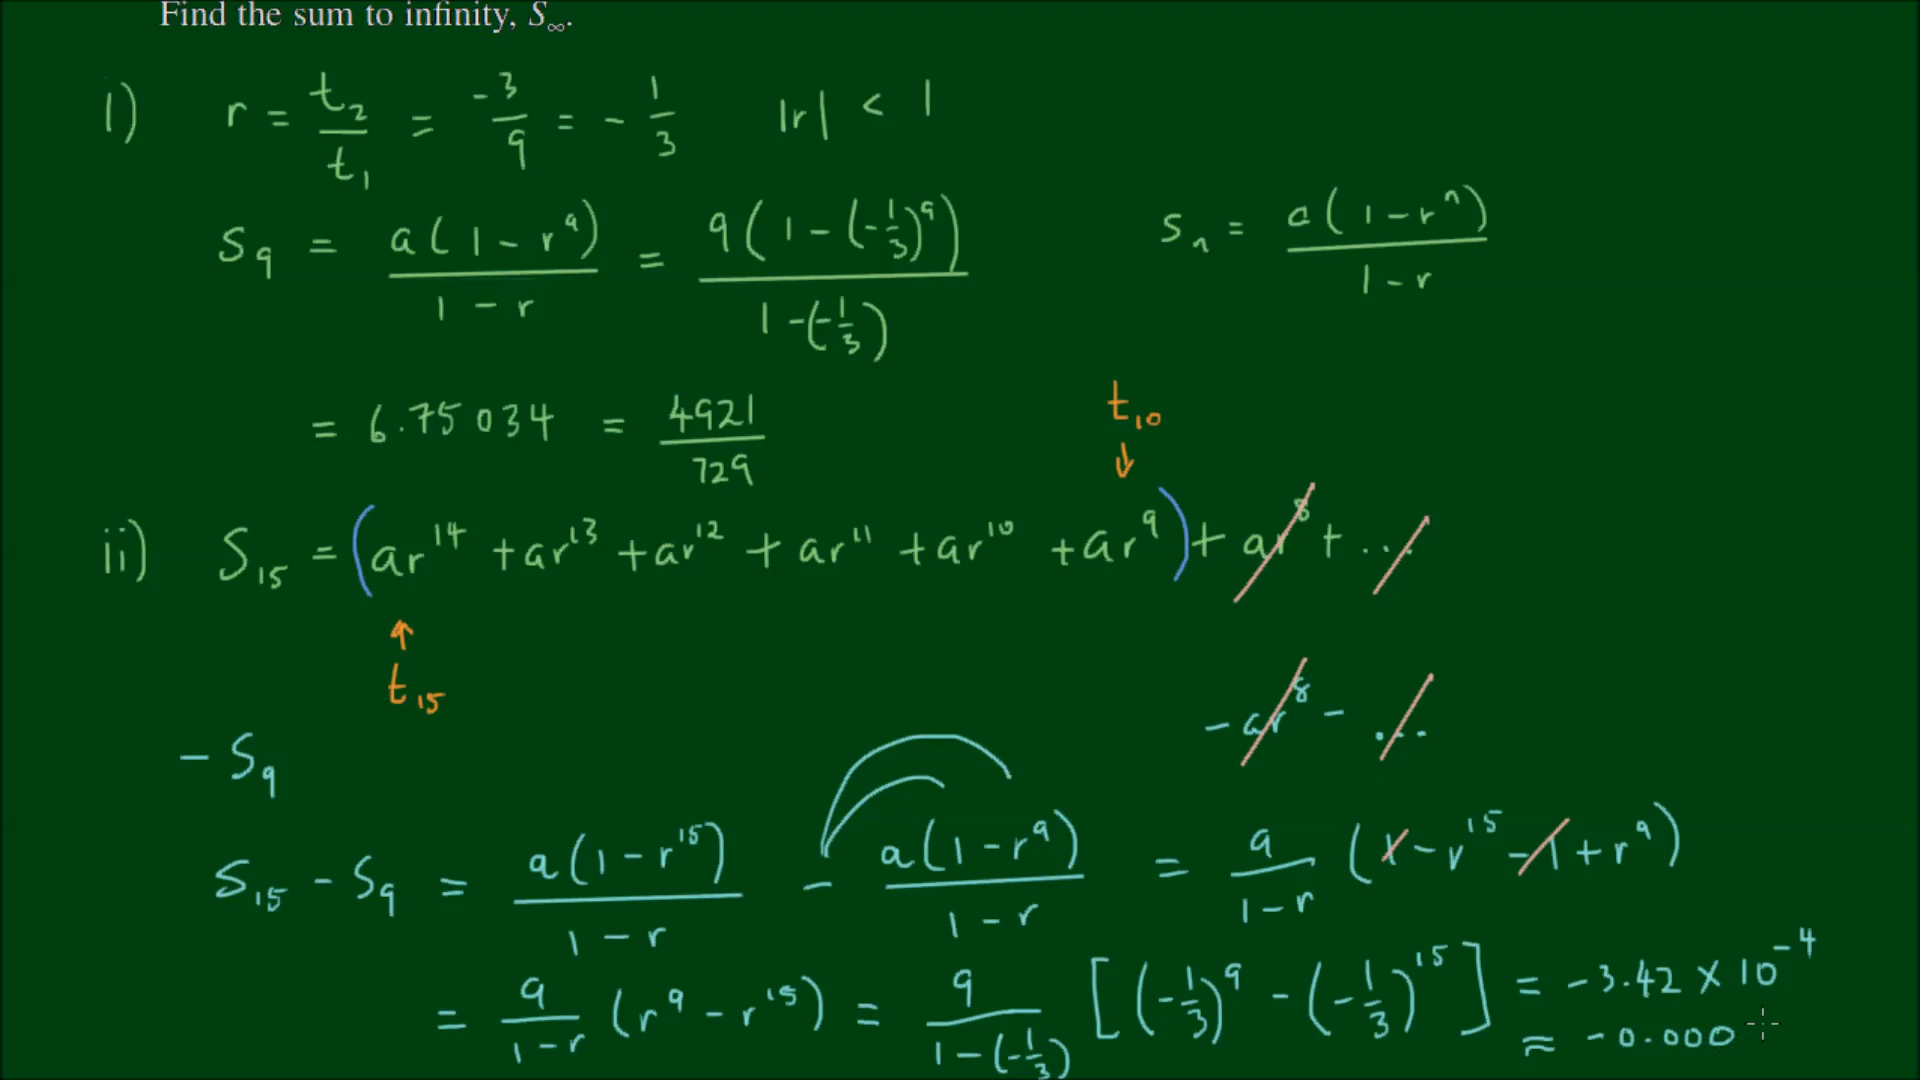 Find the sum to infinity, S∞.
i) r = t₂/t₁ = -3/9 = -1/3 |r| < 1
S₉ = a(1 - r⁹)/(1 - r) = 9(1 - (-1/3)⁹)/(1 - (-1/3)) Sₙ = a(1 - rⁿ)/(1 - r)
= 6.75034 = 4921/729
t₁₀
↓
ii) S₁₅ = (ar¹⁴ + ar¹³ + ar¹² + ar¹¹ + ar¹⁰ + ar⁹) + ar⁸ + ...
↑
t₁₅
- ar⁸ - ...
- S₉
S₁₅ - S₉ = a(1 - r¹⁵)/(1 - r) - a(1 - r⁹)/(1 - r) = a/(1 - r) (1 - r¹⁵ - 1 + r⁹)
= a/(1 - r) (r⁹ - r¹⁵) = 9/(1 - (-1/3)) [(-1/3)⁹ - (-1/3)¹⁵] = -3.42 × 10⁻⁴
≈ -0.000